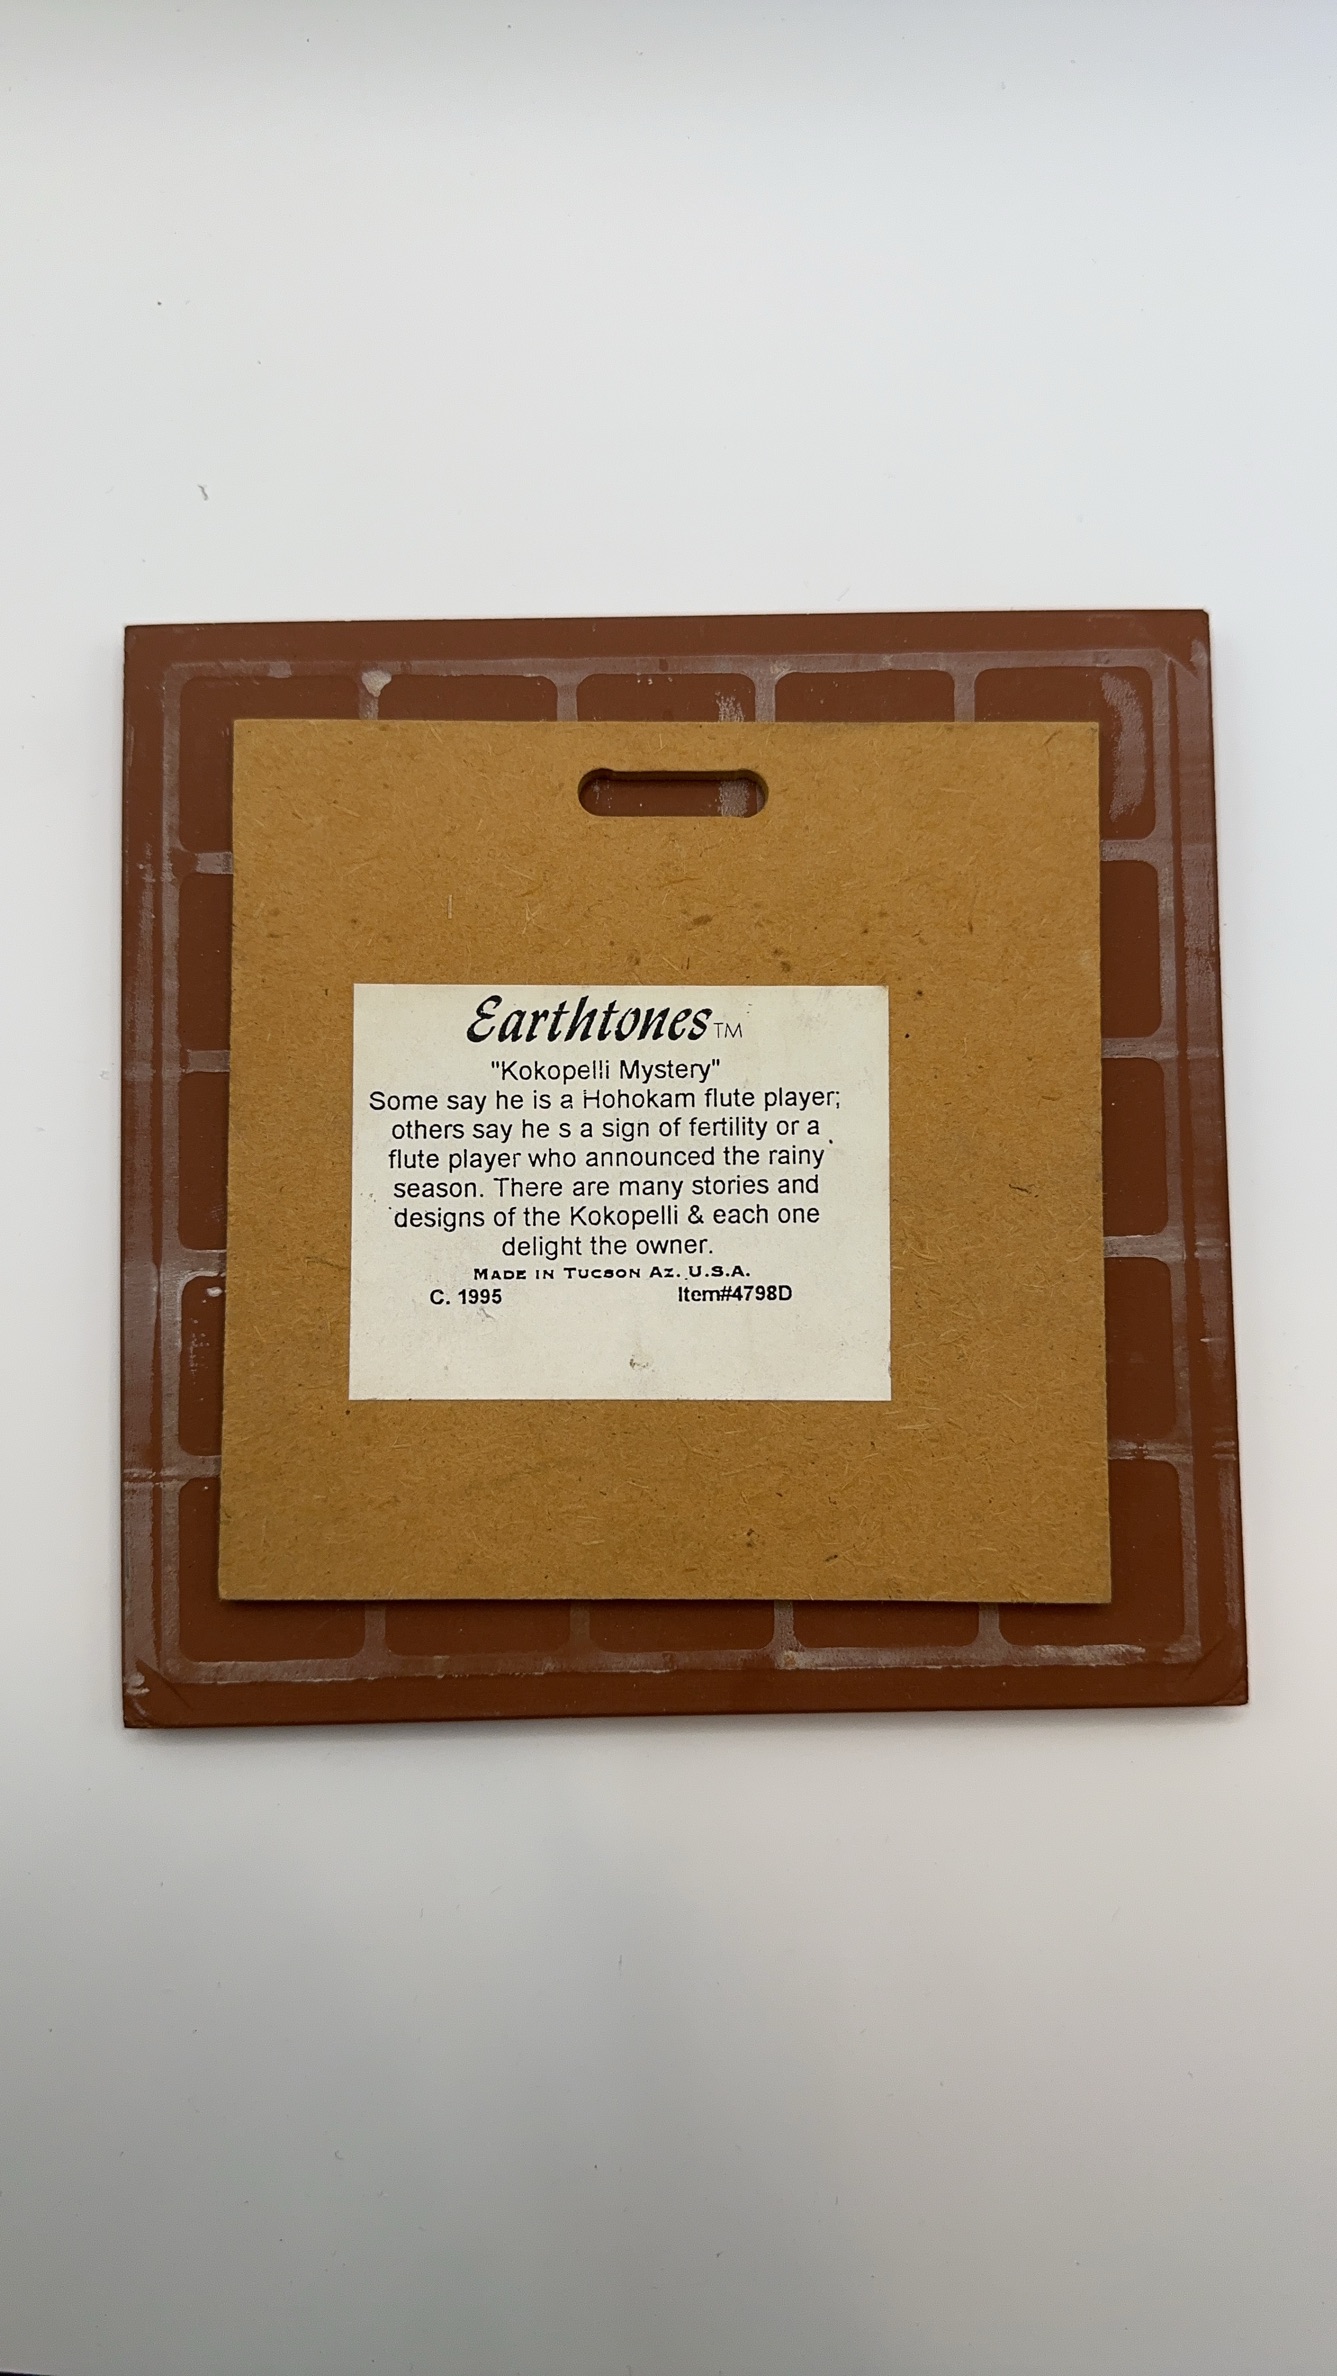 Earthtones TM
"Kokopelli Mystery"
Some say he is a Hohokam flute player;
others say he s a sign of fertility or a
flute player who announced the rainy
season. There are many stories and
designs of the Kokopelli & each one
delight the owner.
MADE IN TUCSON AZ. U.S.A.
C. 1995 Item#4798D